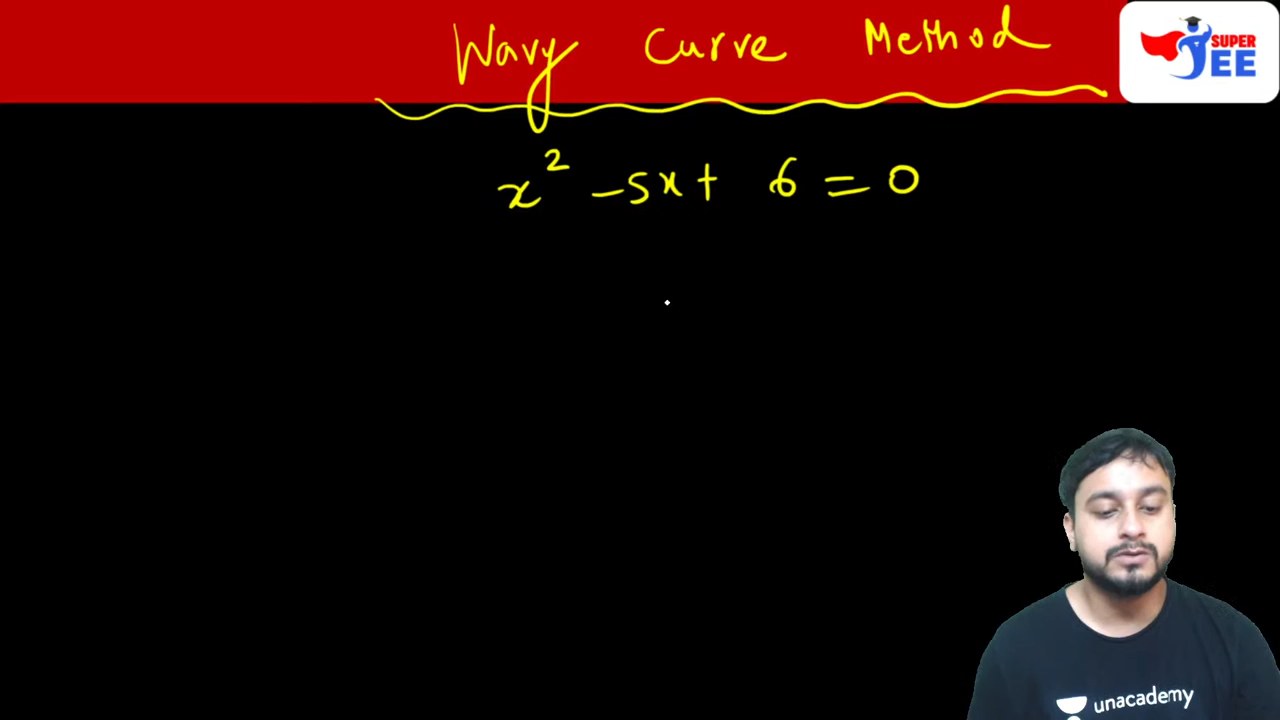 Wavy Curve Method
SUPER
JEE
x² -5x + 6 = 0
unacademy